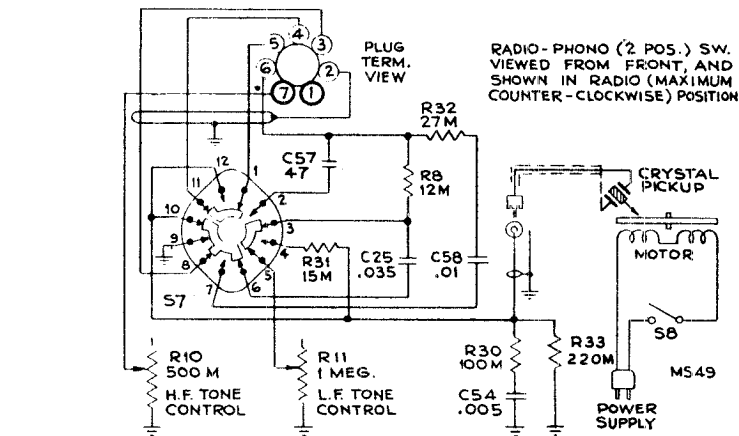 4
5 3
6 2
7 1
PLUG
TERM.
VIEW
RADIO-PHONO (2 POS.) SW.
VIEWED FROM FRONT, AND
SHOWN IN RADIO (MAXIMUM
COUNTER-CLOCKWISE) POSITION
R32
27M
C57
47
R8
12M
12 1
11 2
10 3
9 4
8 5
7 6
S7
R31
15M
C25
.035
C58
.01
CRYSTAL
PICKUP
MOTOR
S8
MS49
POWER
SUPPLY
R10
500 M
H.F. TONE
CONTROL
R11
1 MEG.
L.F. TONE
CONTROL
R30
100M
C54
.005
R33
220M